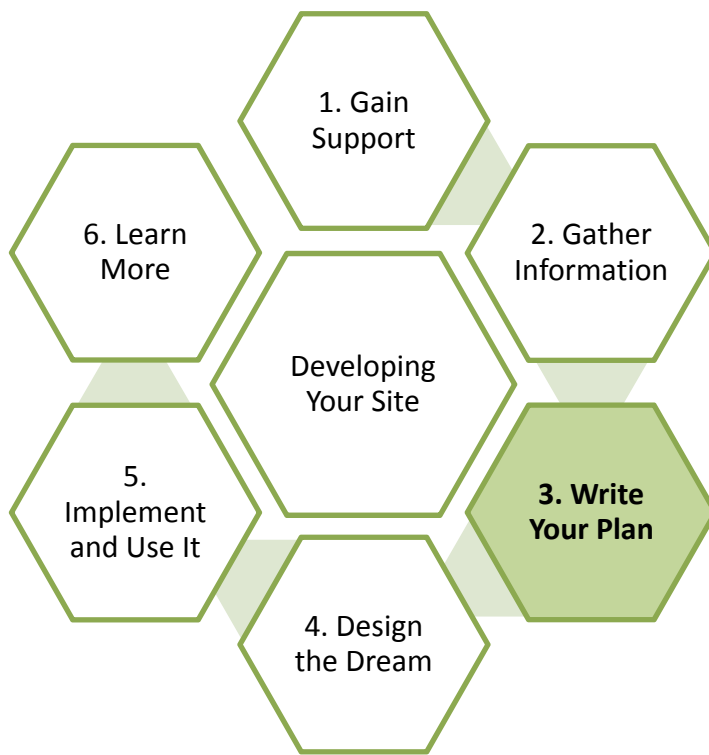 1. Gain
Support
2. Gather
Information
3. Write
Your Plan
4. Design
the Dream
5.
Implement
and Use It
6. Learn
More
Developing
Your Site